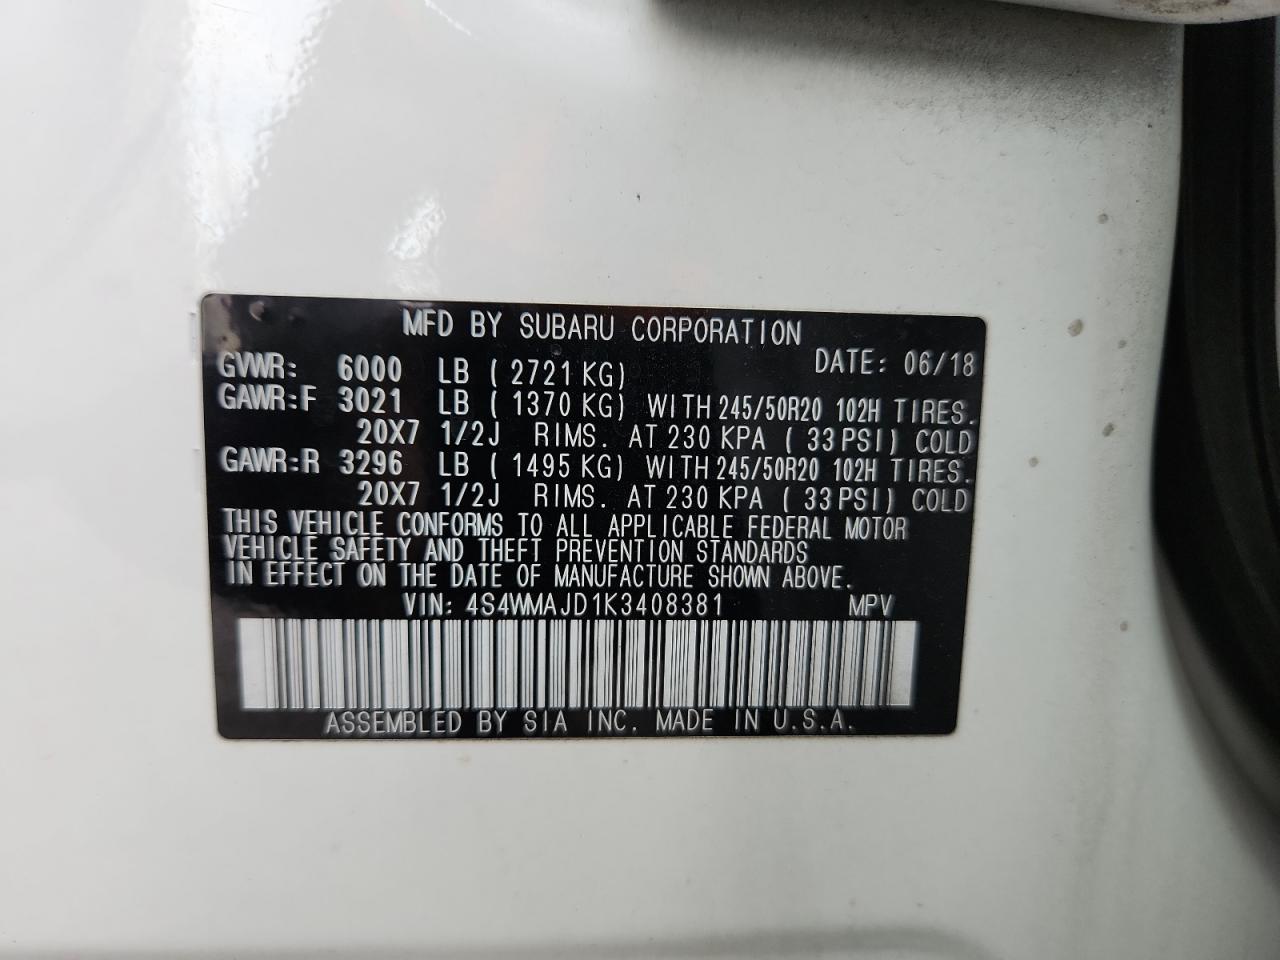 MFD BY SUBARU CORPORATION
GVWR: 6000 LB ( 2721 KG) DATE: 06/18
GAWR:F 3021 LB ( 1370 KG) WITH 245/50R20 102H TIRES.
20X7 1/2J RIMS. AT 230 KPA ( 33 PSI) COLD
GAWR:R 3296 LB ( 1495 KG) WITH 245/50R20 102H TIRES.
20X7 1/2J RIMS. AT 230 KPA ( 33 PSI) COLD
THIS VEHICLE CONFORMS TO ALL APPLICABLE FEDERAL MOTOR
VEHICLE SAFETY AND THEFT PREVENTION STANDARDS
IN EFFECT ON THE DATE OF MANUFACTURE SHOWN ABOVE.
VIN: 4S4WMAJD1K3408381 MPV
ASSEMBLED BY SIA INC. MADE IN U.S.A.